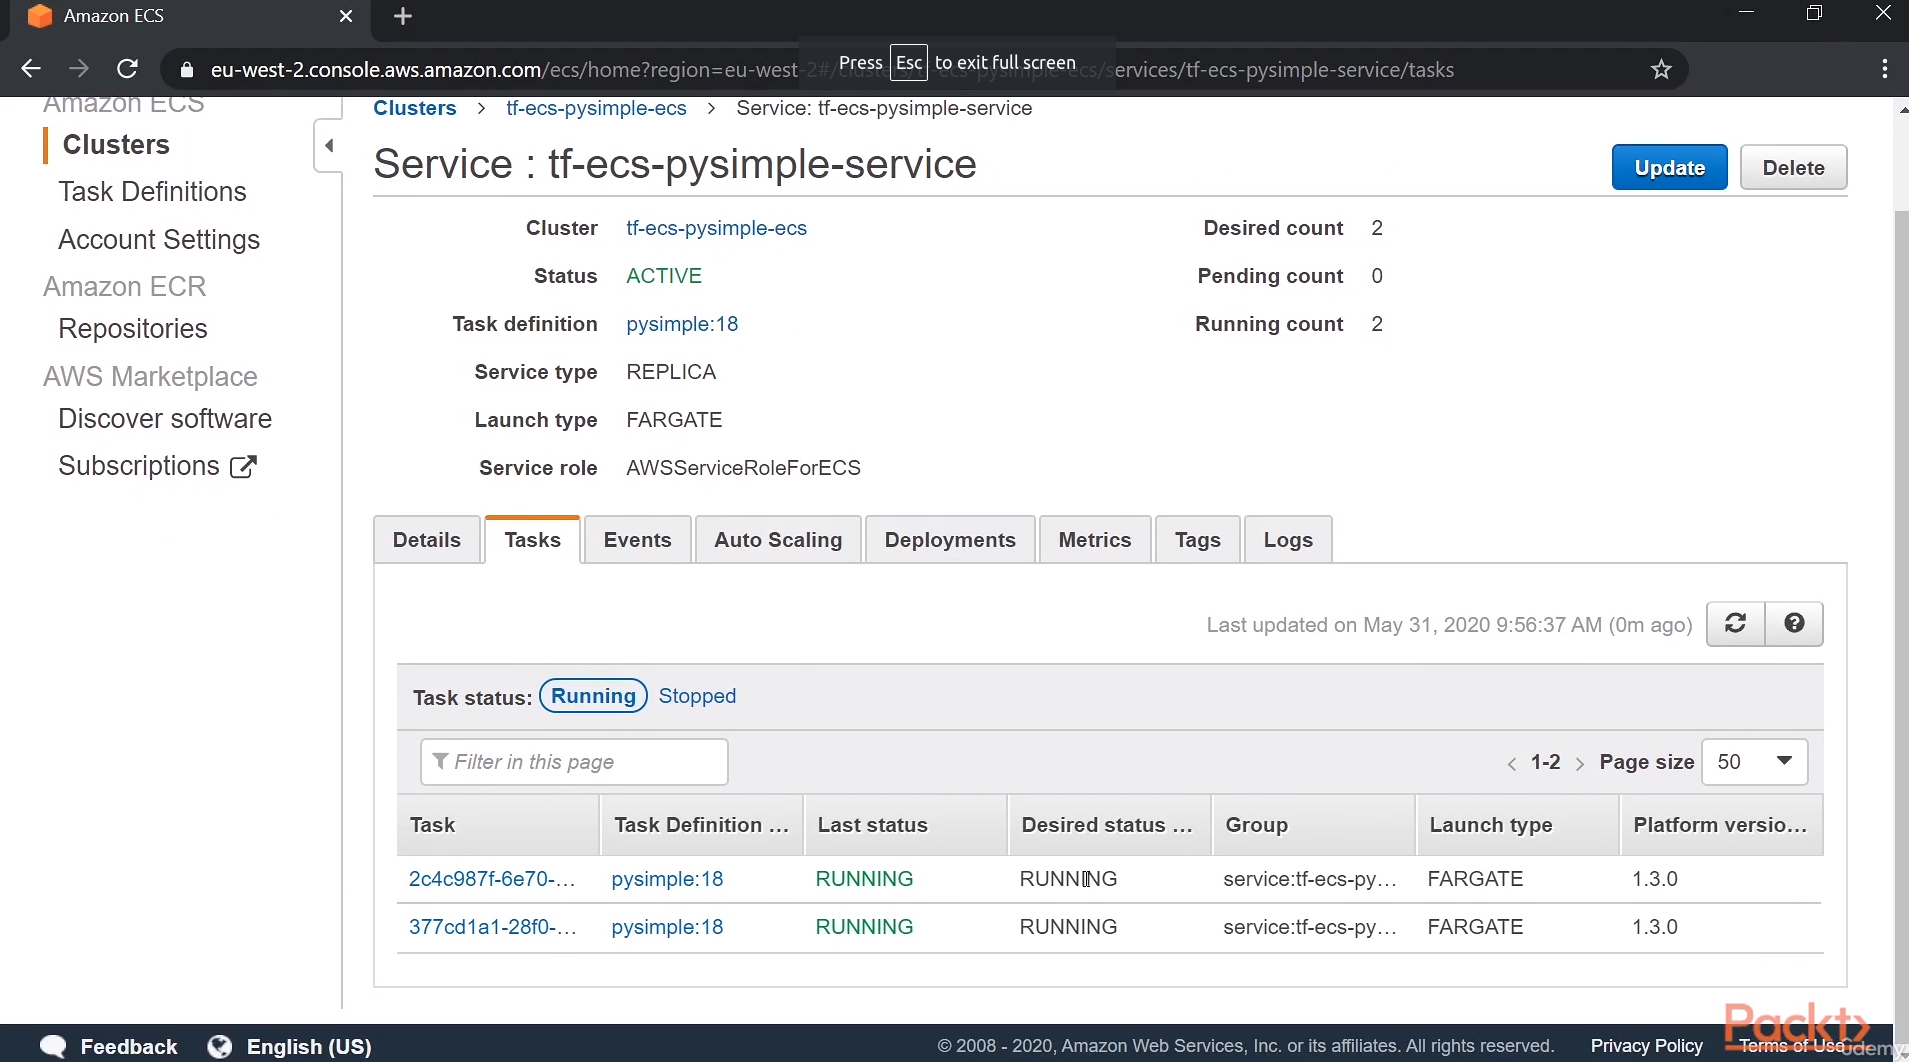 Amazon ECS
Press Esc to exit full screen
eu-west-2.console.aws.amazon.com/ecs/home?region=eu-west-2#/clusters/tf-ecs-pysimple-ecs/services/tf-ecs-pysimple-service/tasks
Amazon ECS
Clusters
Task Definitions
Account Settings
Amazon ECR
Repositories
AWS Marketplace
Discover software
Subscriptions
Clusters > tf-ecs-pysimple-ecs > Service: tf-ecs-pysimple-service
Service : tf-ecs-pysimple-service
Update Delete
Cluster tf-ecs-pysimple-ecs Desired count 2
Status ACTIVE Pending count 0
Task definition pysimple:18 Running count 2
Service type REPLICA
Launch type FARGATE
Service role AWSServiceRoleForECS
Details Tasks Events Auto Scaling Deployments Metrics Tags Logs
Last updated on May 31, 2020 9:56:37 AM (0m ago)
Task status: Running Stopped
Filter in this page
< 1-2 > Page size 50
Task Task Definition ... Last status Desired status ... Group Launch type Platform versio...
2c4c987f-6e70-... pysimple:18 RUNNING RUNNING service:tf-ecs-py... FARGATE 1.3.0
377cd1a1-28f0-... pysimple:18 RUNNING RUNNING service:tf-ecs-py... FARGATE 1.3.0
Feedback English (US)
© 2008 - 2020, Amazon Web Services, Inc. or its affiliates. All rights reserved. Privacy Policy Terms of Use
Packt>
udemy